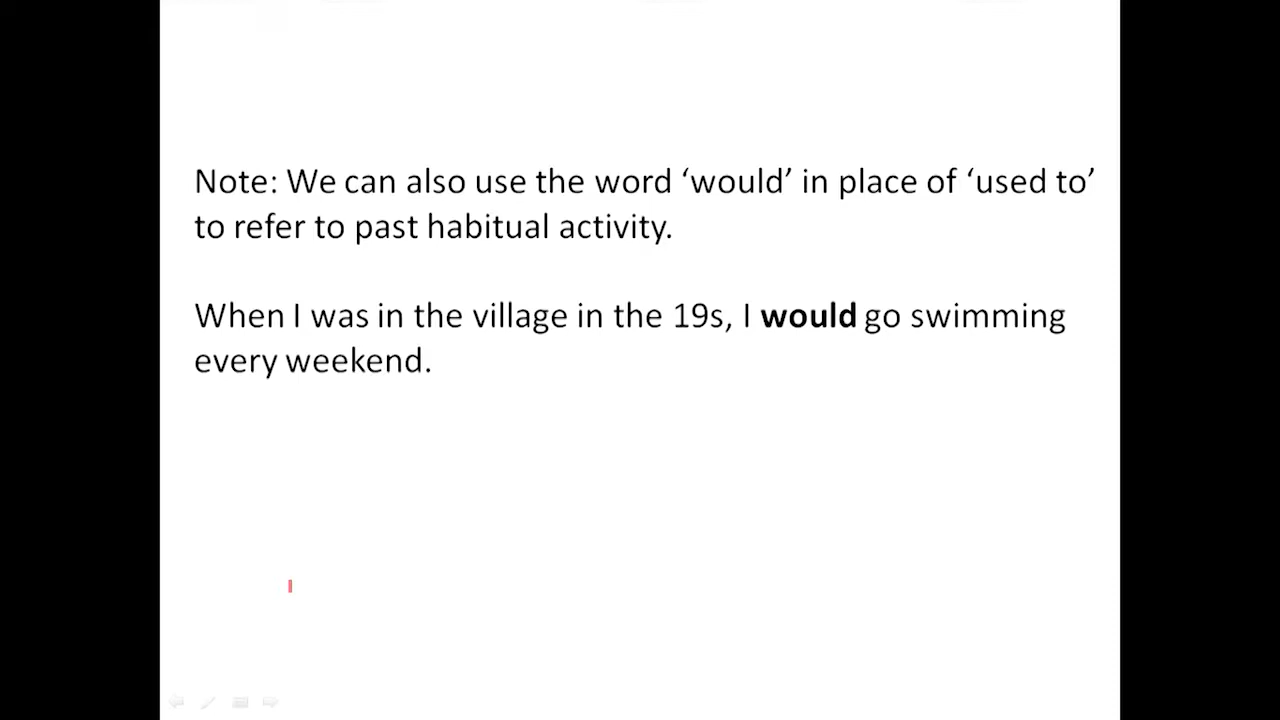 Note: We can also use the word ‘would’ in place of ‘used to’
to refer to past habitual activity.
When I was in the village in the 19s, I would go swimming
every weekend.